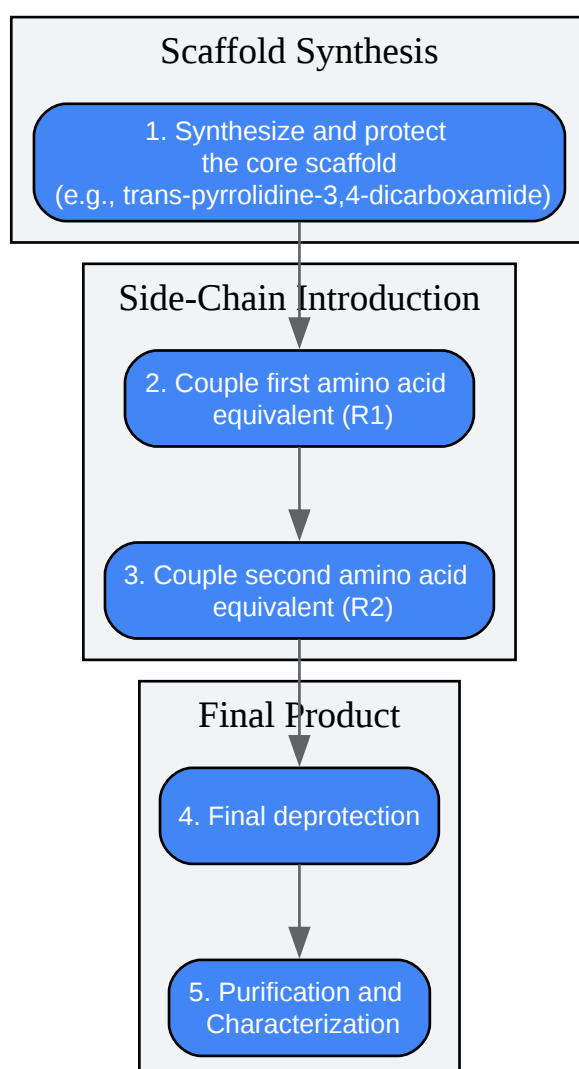 Scaffold Synthesis
1. Synthesize and protect
the core scaffold
(e.g., trans-pyrrolidine-3,4-dicarboxamide)
Side-Chain Introduction
2. Couple first amino acid
equivalent (R1)
3. Couple second amino acid
equivalent (R2)
Final Product
4. Final deprotection
5. Purification and
Characterization